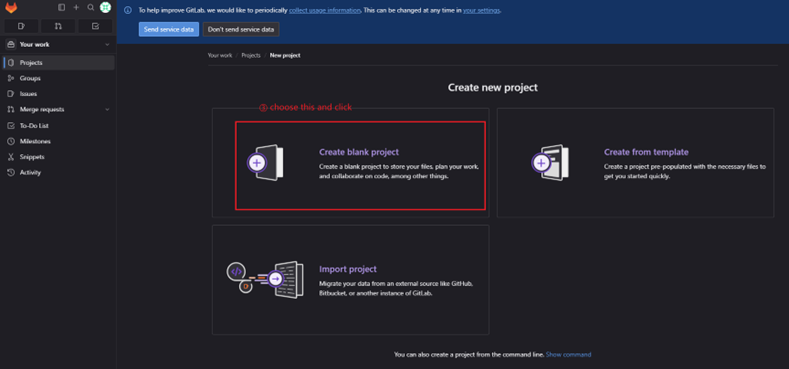 To help improve GitLab, we would like to periodically collect usage information. This can be changed at any time in your settings.
Send service data
Don't send service data
Your work
Projects
Groups
Issues
Merge requests
To-Do List
Milestones
Snippets
Activity
Your work / Projects / New project
Create new project
③ choose this and click
Create blank project
Create a blank project to store your files, plan your work,
and collaborate on code, among other things.
Create from template
Create a project pre-populated with the necessary files to
get you started quickly.
Import project
Migrate your data from an external source like GitHub,
Bitbucket, or another instance of GitLab.
You can also create a project from the command line. Show command